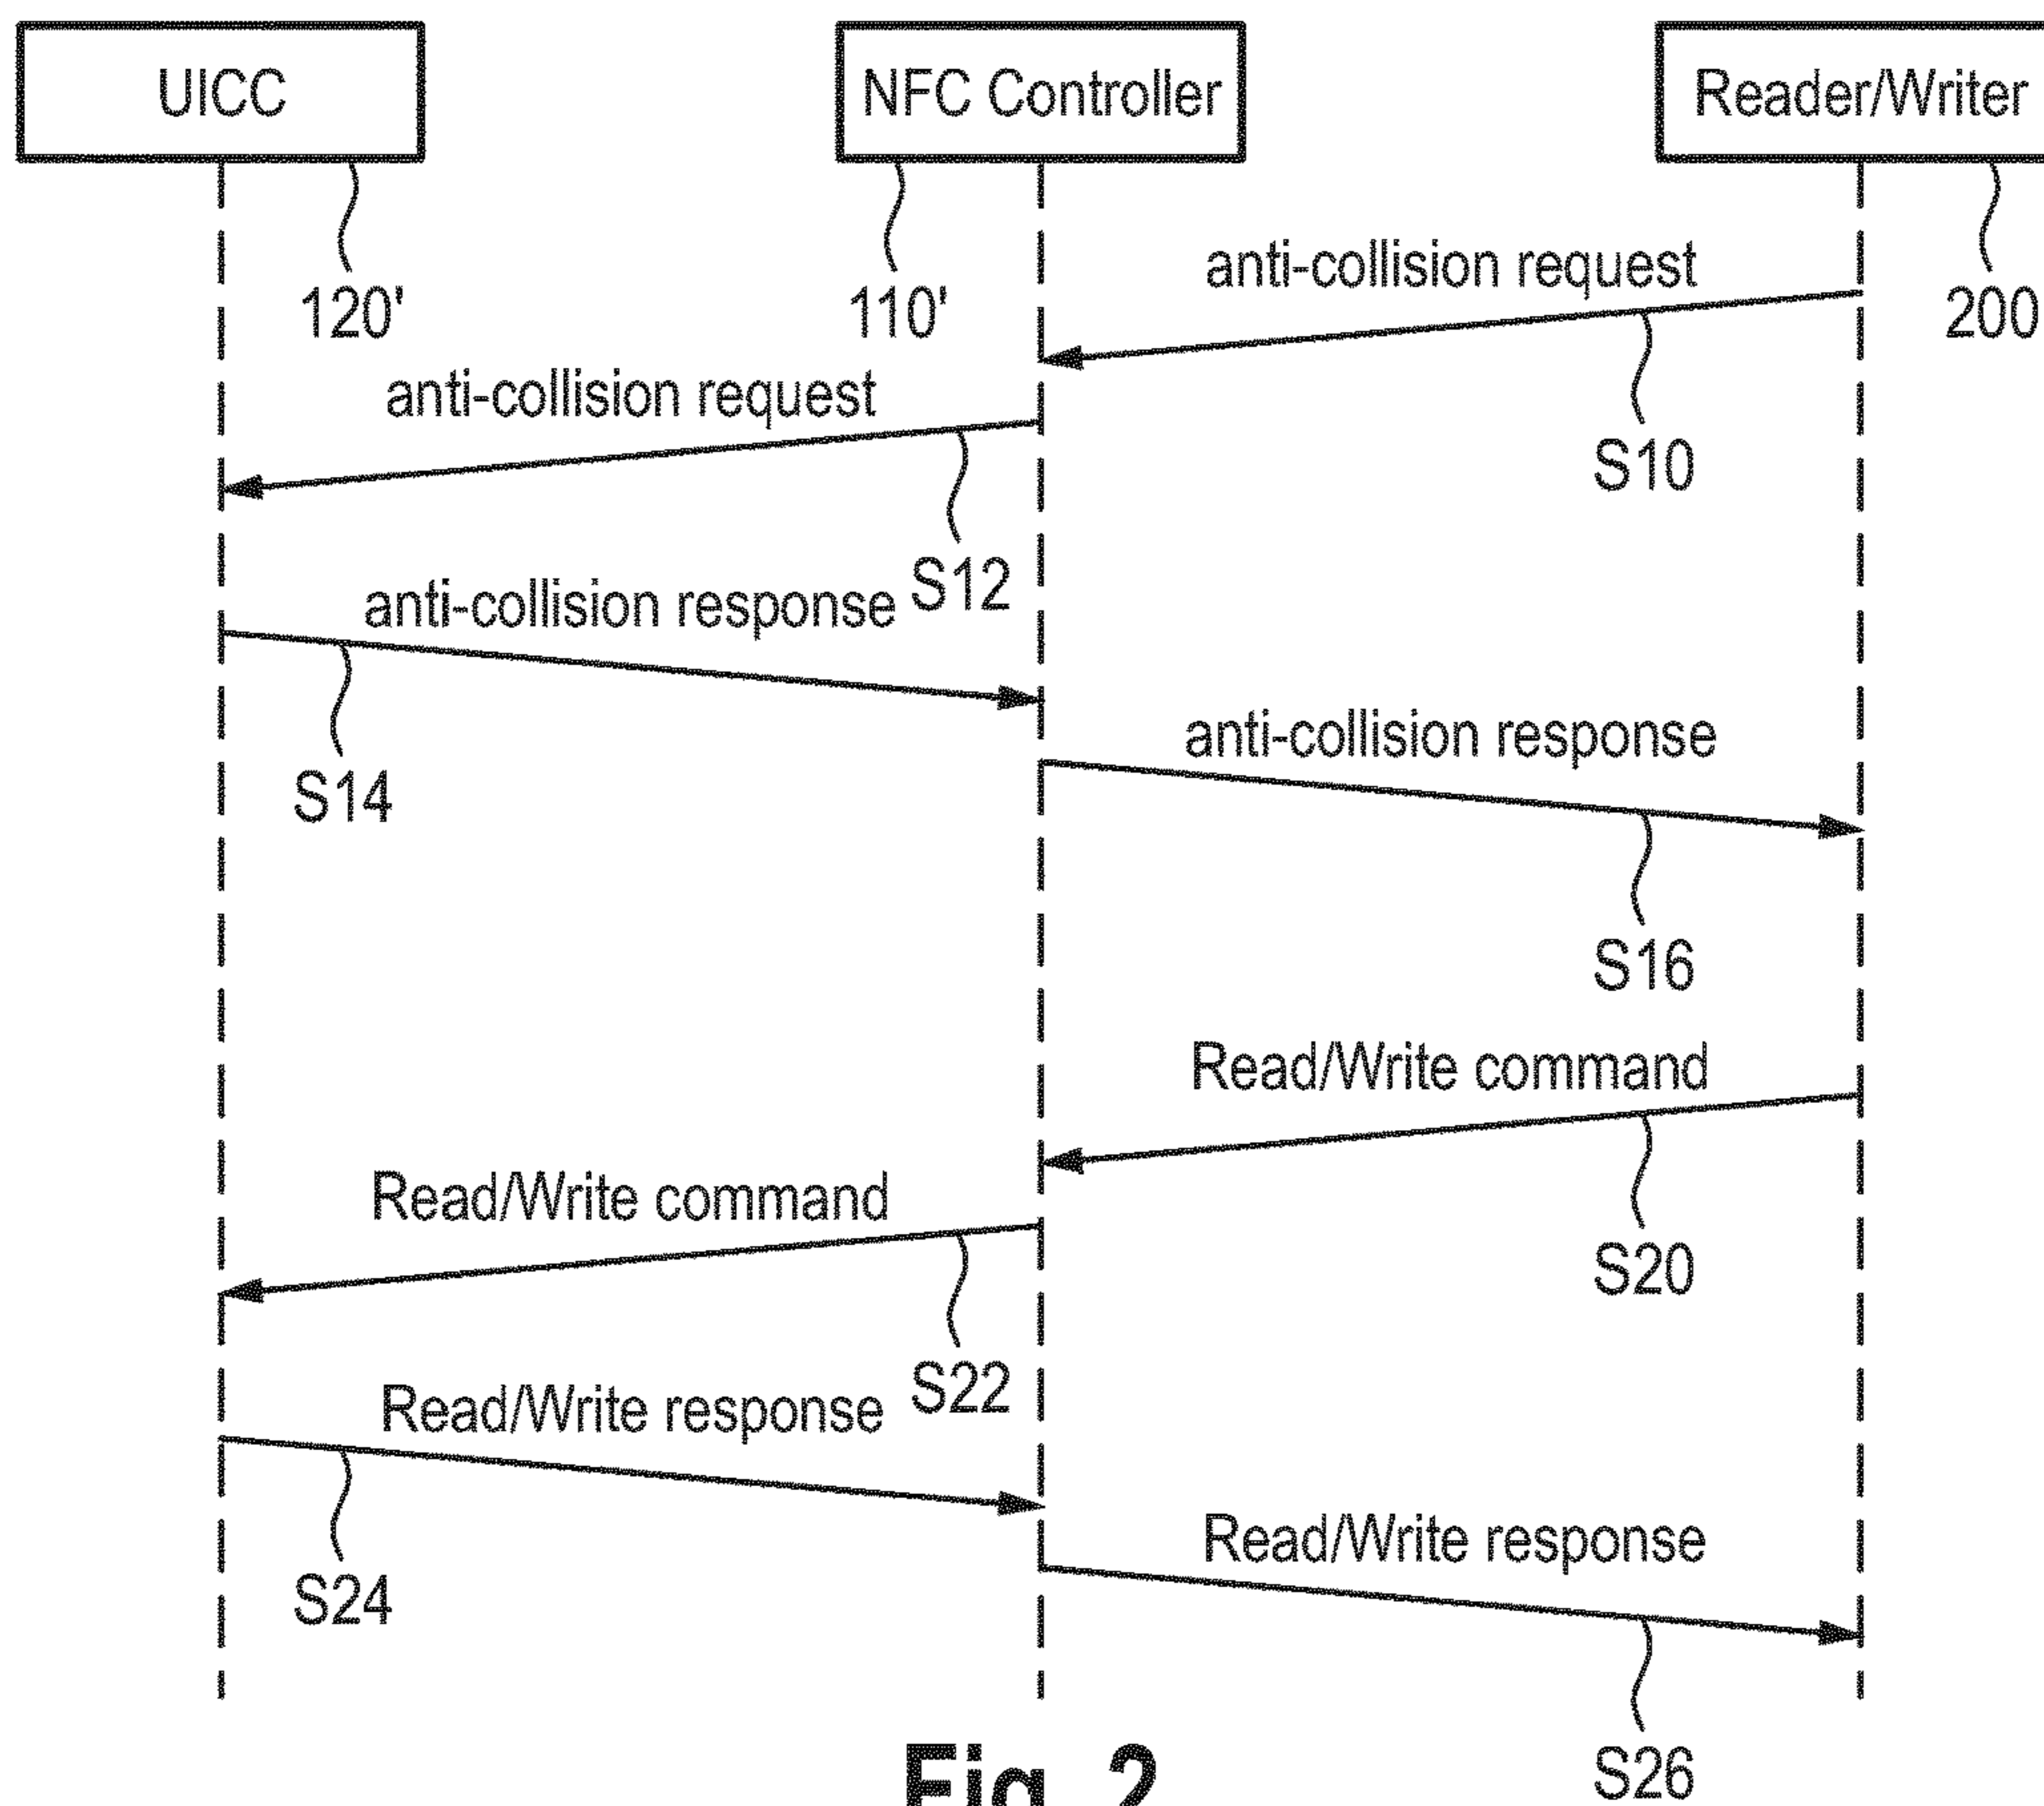 UICC
NFC Controller
Reader/Writer
120'
110'
200
anti-collision request
S10
anti-collision request
S12
anti-collision response
S14
anti-collision response
S16
Read/Write command
S20
Read/Write command
S22
Read/Write response
S24
Read/Write response
S26
Fig. 2